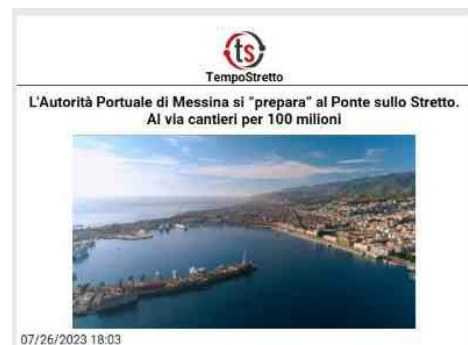 ts
TempoStretto
L'Autorità Portuale di Messina si "prepara" al Ponte sullo Stretto.
Al via cantieri per 100 milioni
07/26/2023 18:03